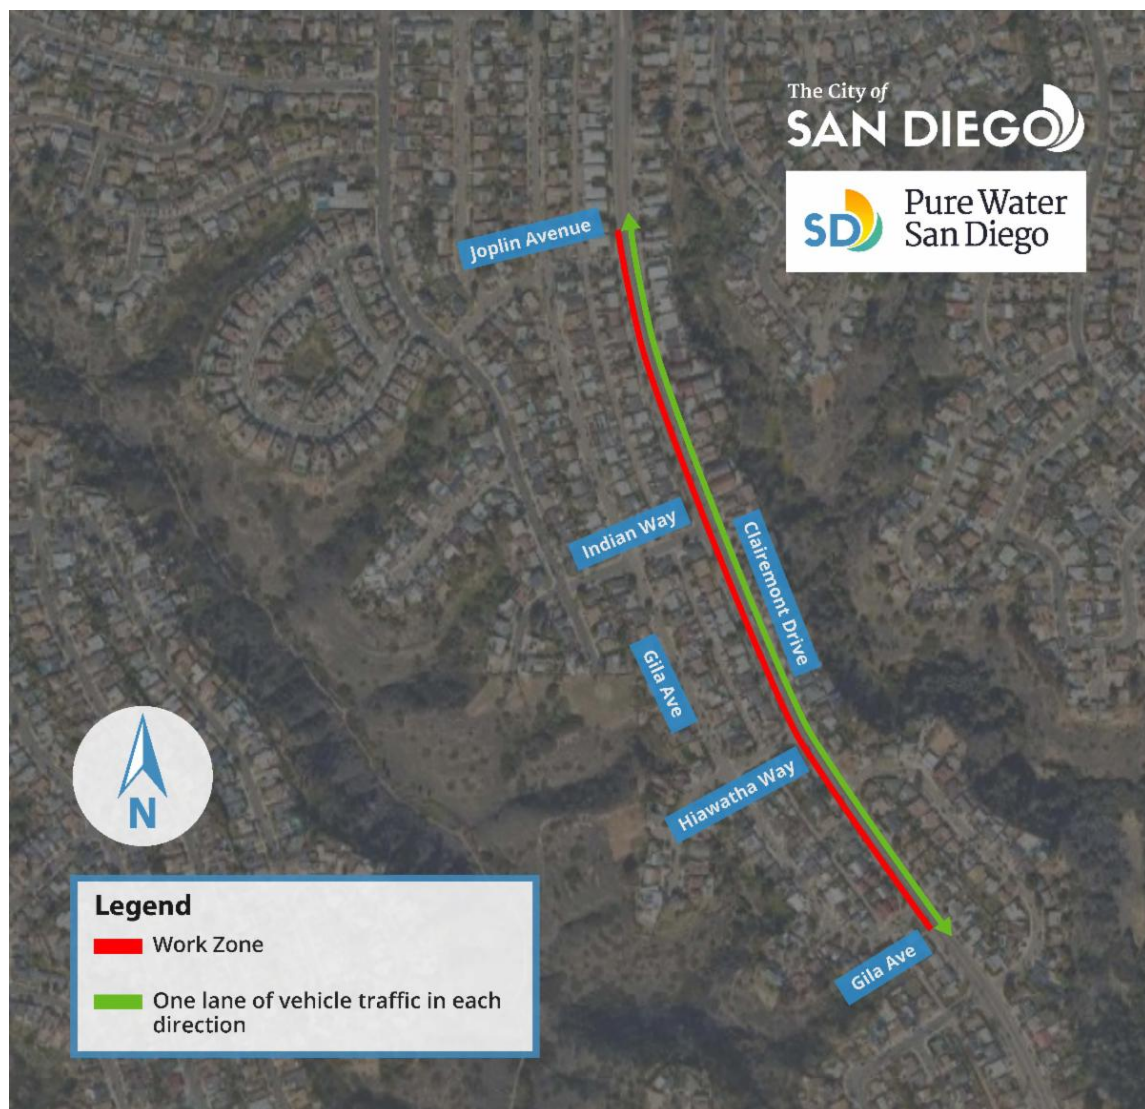 The City of
SAN DIEGO
SD
Pure Water
San Diego
Joplin Avenue
Indian Way
Clairemont Drive
Gila Ave
Hiawatha Way
Gila Ave
N
Legend
Work Zone
One lane of vehicle traffic in each
direction